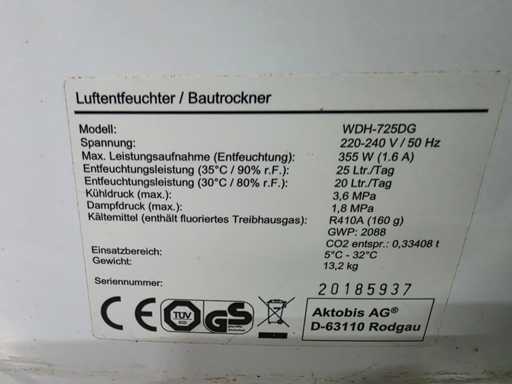 Luftentfeuchter / Bautrockner
Modell: WDH-725DG
Spannung: 220-240 V / 50 Hz
Max. Leistungsaufnahme (Entfeuchtung): 355 W (1.6 A)
Entfeuchtungsleistung (35°C / 90% r.F.): 25 Ltr./Tag
Entfeuchtungsleistung (30°C / 80% r.F.): 20 Ltr./Tag
Kühldruck (max.): 3,6 MPa
Dampfdruck (max.): 1,8 MPa
Kältemittel (enthält fluoriertes Treibhausgas): R410A (160 g)
GWP: 2088
CO2 entspr.: 0,33408 t
Einsatzbereich: 5°C - 32°C
Gewicht: 13,2 kg
Seriennummer: 20185937
CE TÜV GS
Aktobis AG®
D-63110 Rodgau